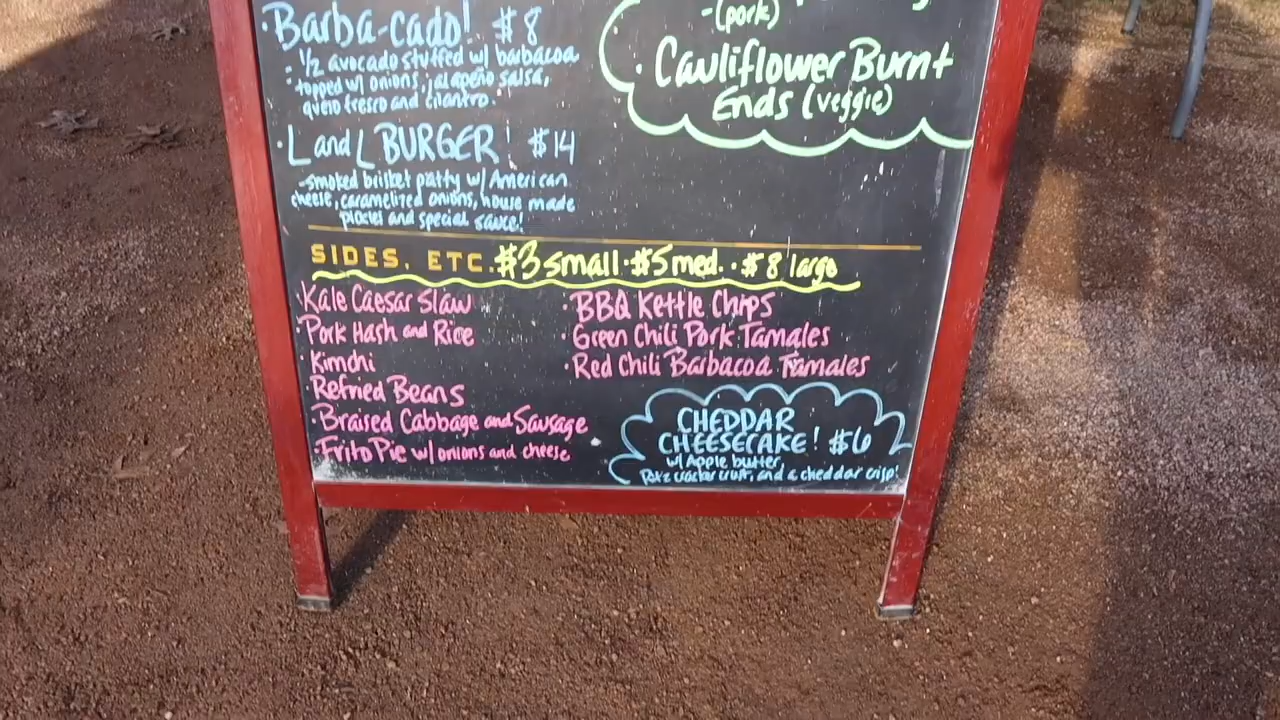 · Barba-cado! $8
· 1/2 avocado stuffed w/ barbacoa
topped w/ onions, jalapeño salsa,
queso fresco and cilantro.
· L and L BURGER! $14
-smoked brisket patty w/ American
cheese, caramelized onions, house made
pickles and special sauce!
-(pork)
· Cauliflower Burnt
Ends (veggie)
SIDES, ETC. $3 small · $5 med. · $8 large
· Kale Caesar Slaw
· Pork Hash and Rice
· Kimchi
· Refried Beans
· Braised Cabbage and Sausage
· Frito Pie w/ onions and cheese
· BBQ Kettle Chips
· Green Chili Pork Tamales
· Red Chili Barbacoa Tamales
CHEDDAR
CHEESECAKE! $6
w/ Apple butter,
Ritz cracker crust, and a cheddar crisp!